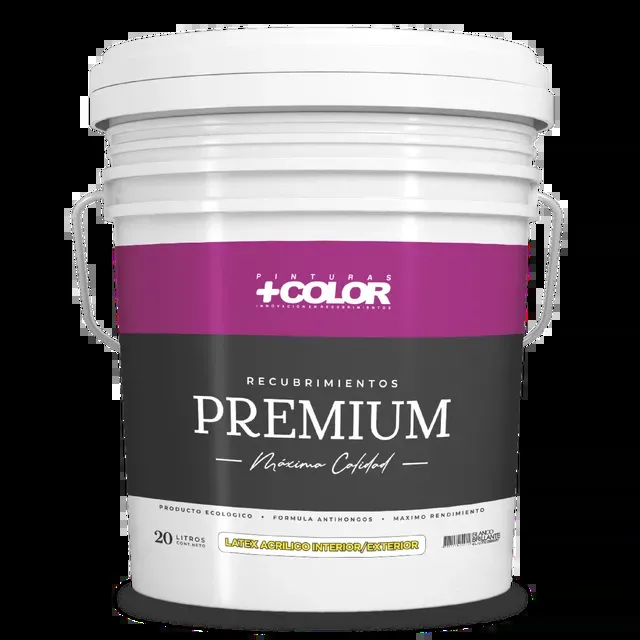 PINTURAS
+COLOR
INNOVACION EN RECUBRIMIENTOS
RECUBRIMIENTOS
PREMIUM
Máxima Calidad
PRODUCTO ECOLOGICO • FORMULA ANTIHONGOS • MAXIMO RENDIMIENTO
20 LITROS
CONT. NETO
LATEX ACRILICO INTERIOR/EXTERIOR
BLANCO
BRILLANTE